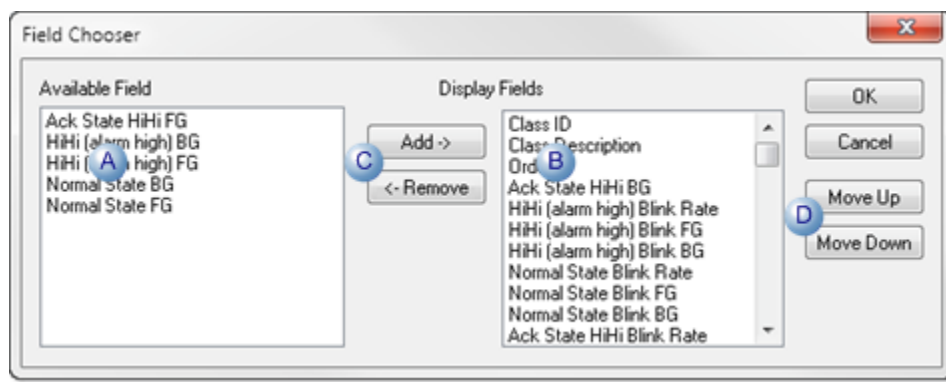 Field Chooser
Available Field
Ack State HiHi FG
HiHi (alarm high) BG
HiHi (alarm high) FG
Normal State BG
Normal State FG
A
C
Add ->
<- Remove
Display Fields
Class ID
Class Description
B
Ack State HiHi BG
HiHi (alarm high) Blink Rate
HiHi (alarm high) Blink FG
HiHi (alarm high) Blink BG
Normal State Blink Rate
Normal State Blink FG
Normal State Blink BG
Ack State HiHi Blink Rate
OK
Cancel
D
Move Up
Move Down